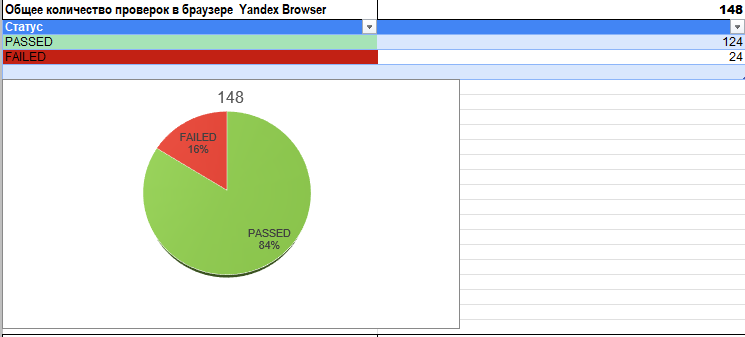 Общее количество проверок в браузере Yandex Browser 148
Статус
PASSED 124
FAILED 24
148
FAILED
16%
PASSED
84%